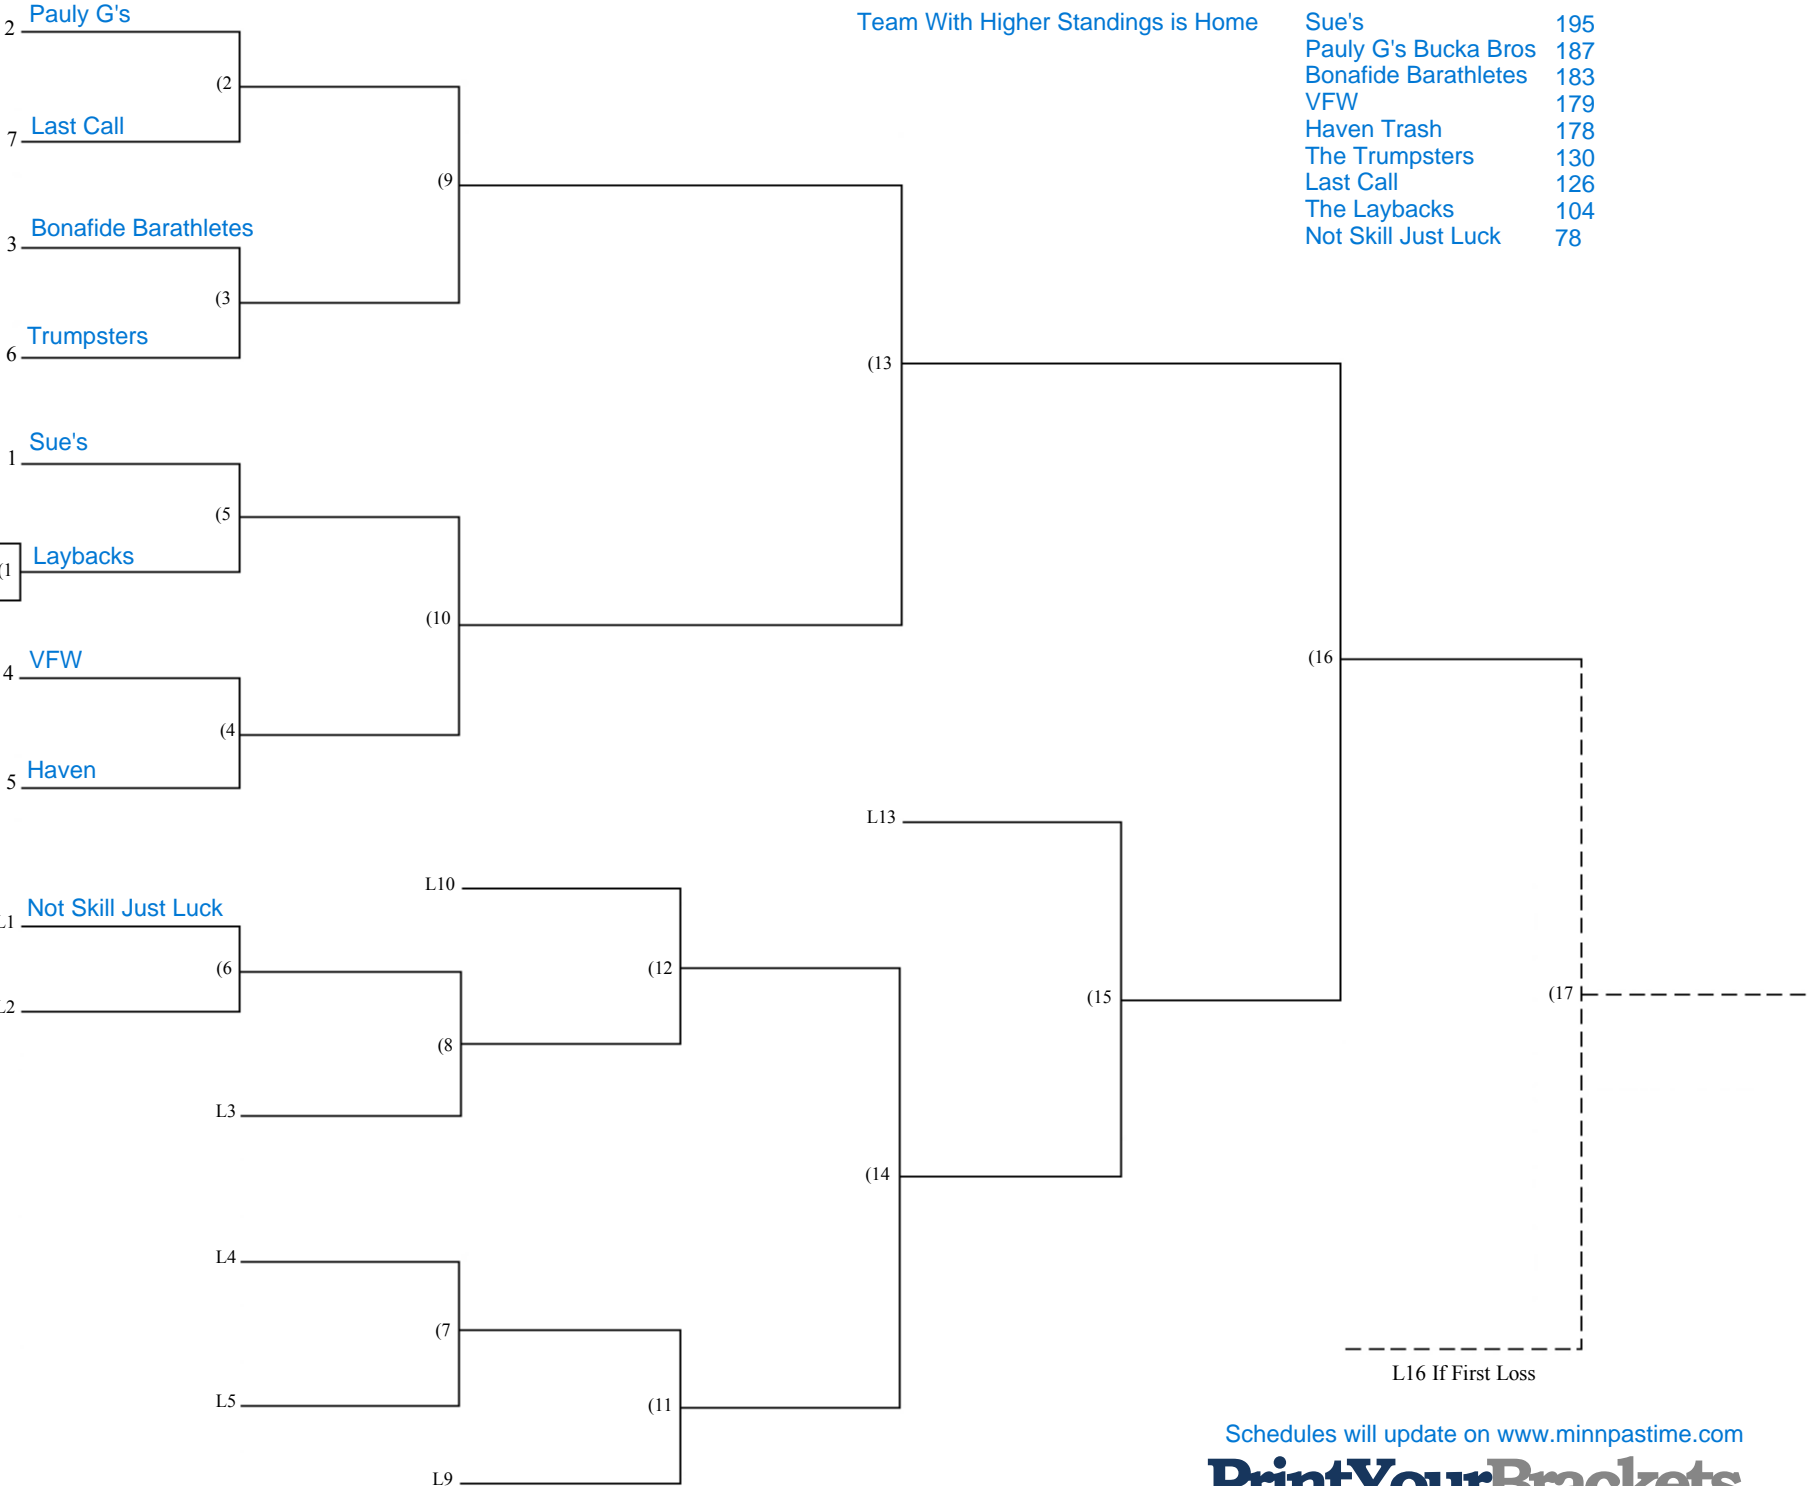 2 Pauly G's
(2
7 Last Call
(9
3 Bonafide Barathletes
(3
6 Trumpsters
(13
1 Sue's
(5
(1 Laybacks
(10
4 VFW
(4
5 Haven
(16
Team With Higher Standings is Home
Sue's 195
Pauly G's Bucka Bros 187
Bonafide Barathletes 183
VFW 179
Haven Trash 178
The Trumpsters 130
Last Call 126
The Laybacks 104
Not Skill Just Luck 78
L13
L10
L1 Not Skill Just Luck
(6
(12
L2
(15
(17
(8
L3
(14
L4
(7
L5
(11
L9
L16 If First Loss
Schedules will update on www.minnpastime.com
PrintYourBrackets